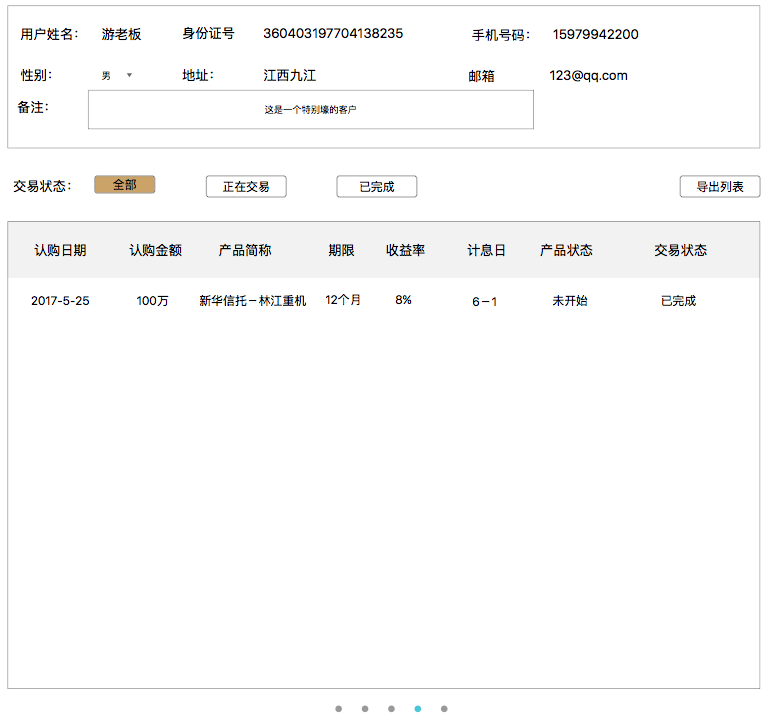 用户姓名： 游老板 身份证号 360403197704138235 手机号码： 15979942200
性别： 男 地址： 江西九江 邮箱 123@qq.com
备注： 这是一个特别壕的客户
交易状态： 全部 正在交易 已完成 导出列表
认购日期 认购金额 产品简称 期限 收益率 计息日 产品状态 交易状态
2017-5-25 100万 新华信托－林江重机 12个月 8% 6－1 未开始 已完成